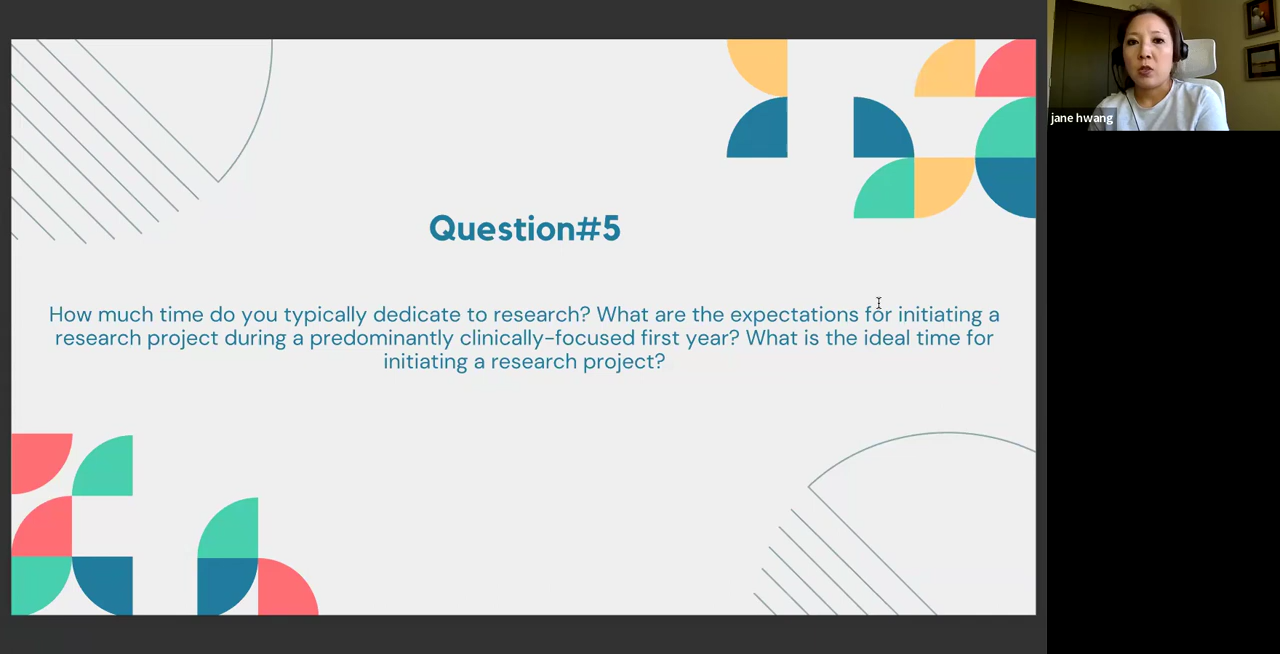 jane hwang
Question#5
How much time do you typically dedicate to research? What are the expectations for initiating a
research project during a predominantly clinically-focused first year? What is the ideal time for
initiating a research project?